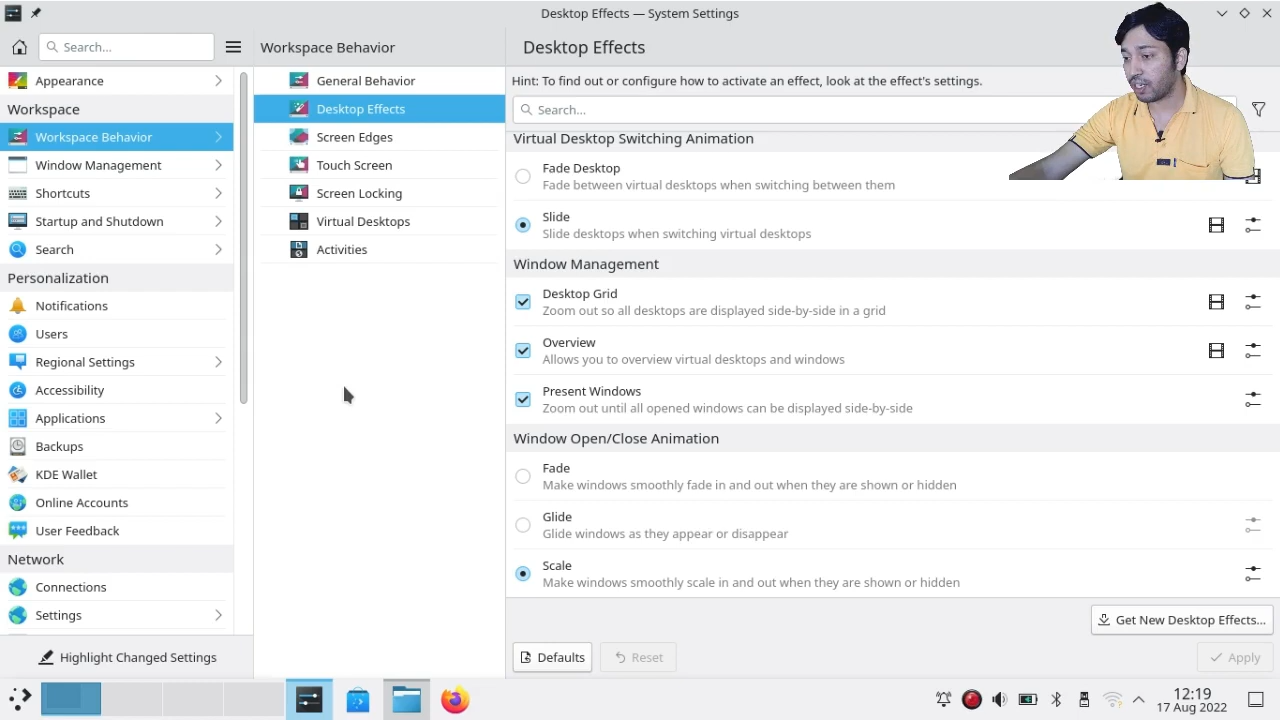 Desktop Effects — System Settings
Search...
Workspace Behavior
Desktop Effects
Appearance
Workspace
Workspace Behavior
Window Management
Shortcuts
Startup and Shutdown
Search
Personalization
Notifications
Users
Regional Settings
Accessibility
Applications
Backups
KDE Wallet
Online Accounts
User Feedback
Network
Connections
Settings
Highlight Changed Settings
General Behavior
Desktop Effects
Screen Edges
Touch Screen
Screen Locking
Virtual Desktops
Activities
Hint: To find out or configure how to activate an effect, look at the effect's settings.
Search...
Virtual Desktop Switching Animation
Fade Desktop
Fade between virtual desktops when switching between them
Slide
Slide desktops when switching virtual desktops
Window Management
Desktop Grid
Zoom out so all desktops are displayed side-by-side in a grid
Overview
Allows you to overview virtual desktops and windows
Present Windows
Zoom out until all opened windows can be displayed side-by-side
Window Open/Close Animation
Fade
Make windows smoothly fade in and out when they are shown or hidden
Glide
Glide windows as they appear or disappear
Scale
Make windows smoothly scale in and out when they are shown or hidden
Get New Desktop Effects...
Defaults
Reset
Apply
12:19
17 Aug 2022